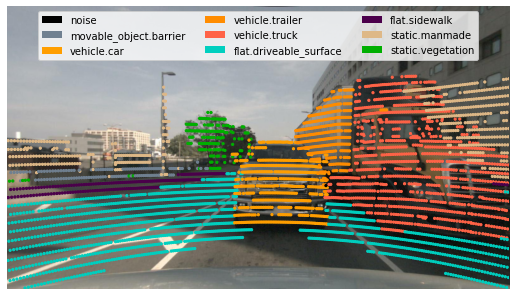 noise
movable_object.barrier
vehicle.car
vehicle.trailer
vehicle.truck
flat.driveable_surface
flat.sidewalk
static.manmade
static.vegetation